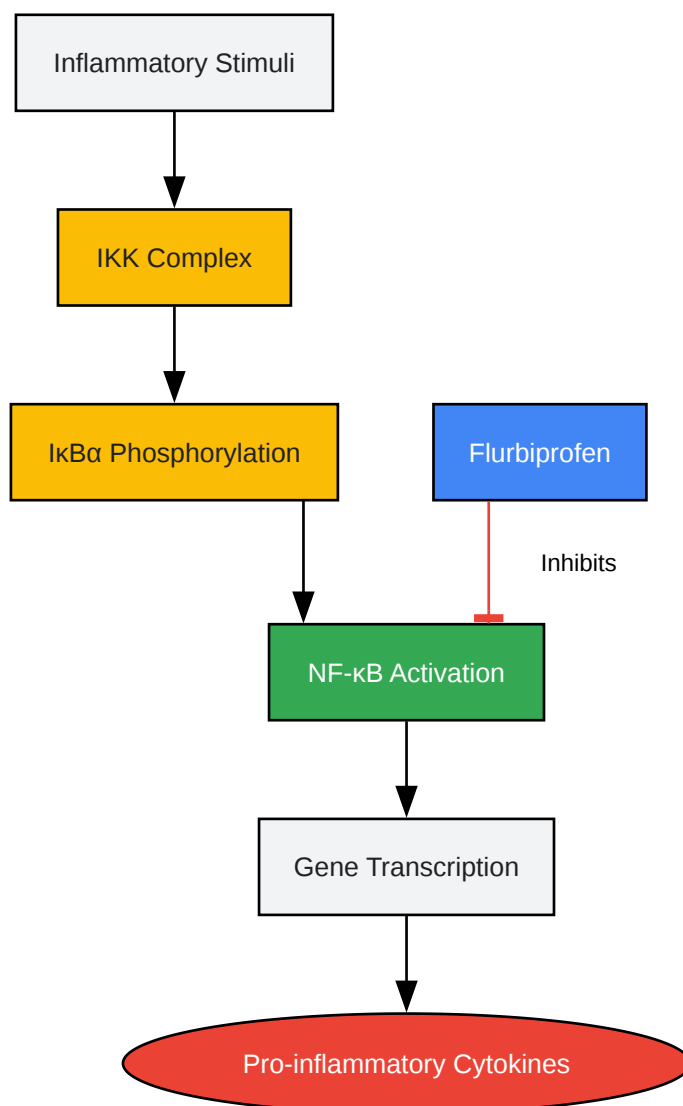 Inflammatory Stimuli
IKK Complex
IκBα Phosphorylation
Flurbiprofen
Inhibits
NF-κB Activation
Gene Transcription
Pro-inflammatory Cytokines